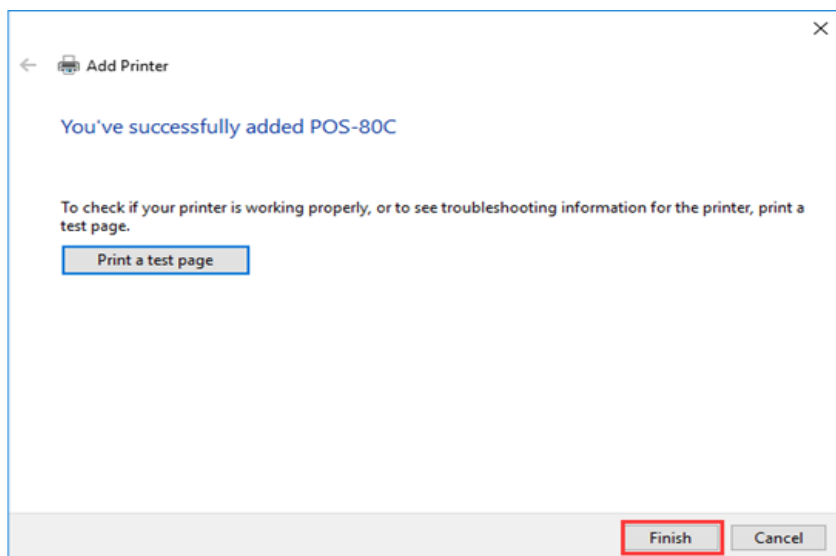 Add Printer
You've successfully added POS-80C
To check if your printer is working properly, or to see troubleshooting information for the printer, print a
test page.
Print a test page
Finish
Cancel